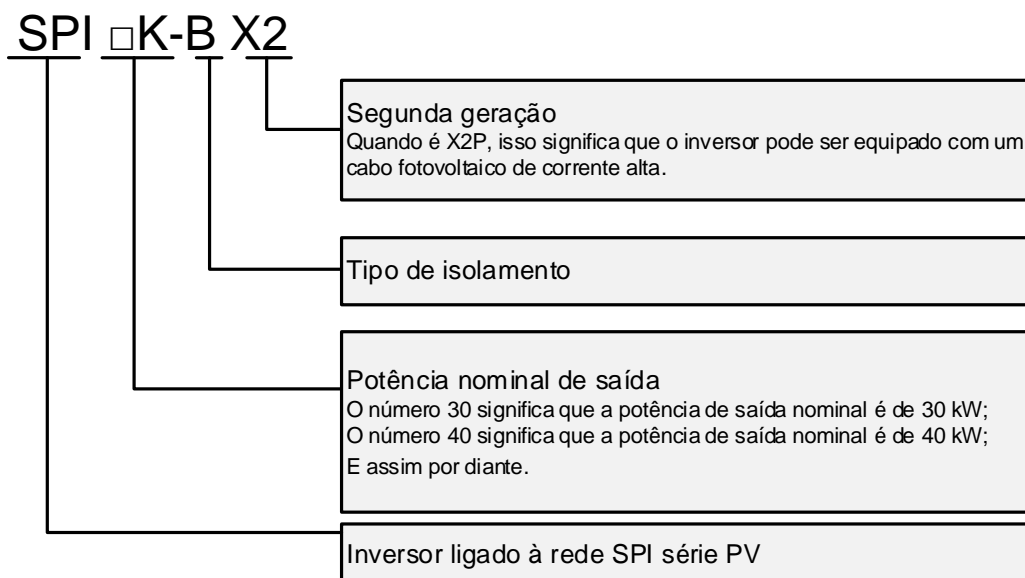 SPI □K-B X2
Segunda geração
Quando é X2P, isso significa que o inversor pode ser equipado com um
cabo fotovoltaico de corrente alta.
Tipo de isolamento
Potência nominal de saída
O número 30 significa que a potência de saída nominal é de 30 kW;
O número 40 significa que a potência de saída nominal é de 40 kW;
E assim por diante.
Inversor ligado à rede SPI série PV